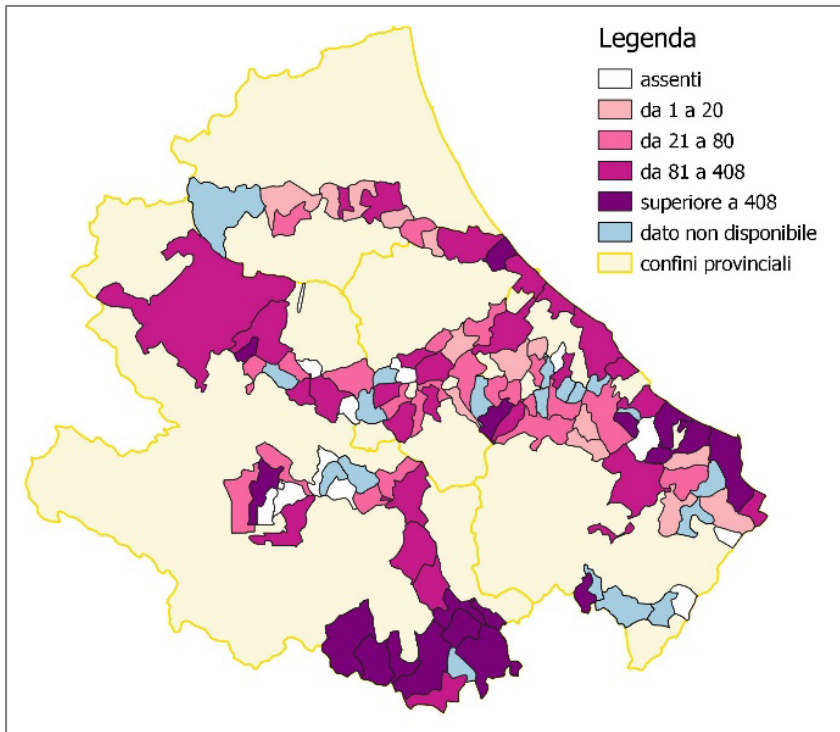 Legenda
assenti
da 1 a 20
da 21 a 80
da 81 a 408
superiore a 408
dato non disponibile
confini provinciali